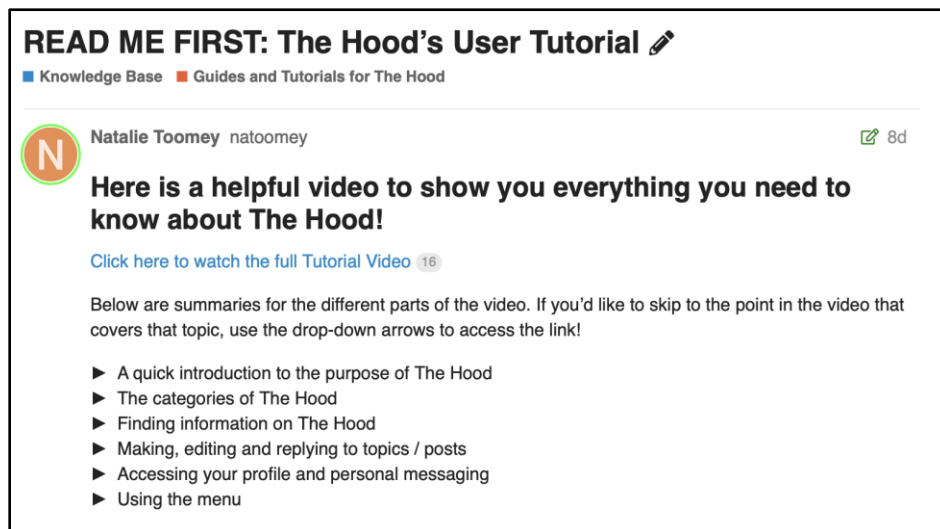 READ ME FIRST: The Hood’s User Tutorial
Knowledge Base Guides and Tutorials for The Hood
N
Natalie Toomey natoomey 8d
Here is a helpful video to show you everything you need to
know about The Hood!
Click here to watch the full Tutorial Video 16
Below are summaries for the different parts of the video. If you’d like to skip to the point in the video that
covers that topic, use the drop-down arrows to access the link!
► A quick introduction to the purpose of The Hood
► The categories of The Hood
► Finding information on The Hood
► Making, editing and replying to topics / posts
► Accessing your profile and personal messaging
► Using the menu